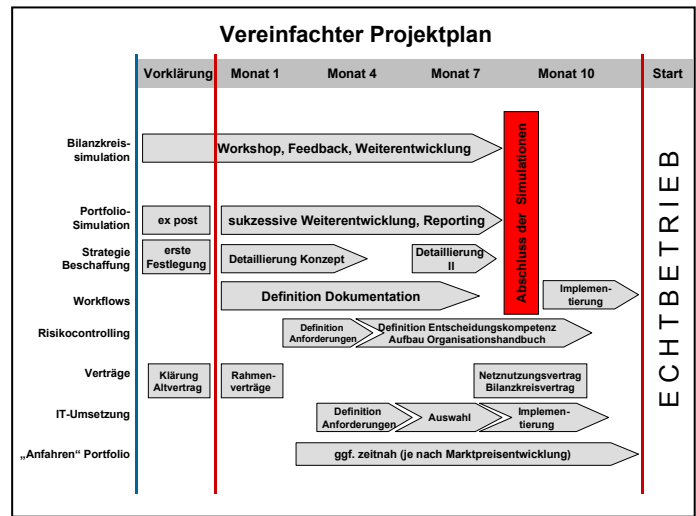 Vereinfachter Projektplan
Vorklärung Monat 1 Monat 4 Monat 7 Monat 10 Start
Bilanzkreis-
simulation
Workshop, Feedback, Weiterentwicklung
Portfolio-
Simulation
ex post
sukzessive Weiterentwicklung, Reporting
Strategie
Beschaffung
erste
Festlegung
Detaillierung Konzept
Detaillierung
II
Workflows
Definition Dokumentation
Implemen-
tierung
Abschluss der Simulationen
Risikocontrolling
Definition
Anforderungen
Definition Entscheidungskompetenz
Aufbau Organisationshandbuch
Verträge
Klärung
Altvertrag
Rahmen-
verträge
Netznutzungsvertrag
Bilanzkreisvertrag
IT-Umsetzung
Definition
Anforderungen
Auswahl
Implemen-
tierung
„Anfahren“ Portfolio
ggf. zeitnah (je nach Marktpreisentwicklung)
ECHTBETRIEB